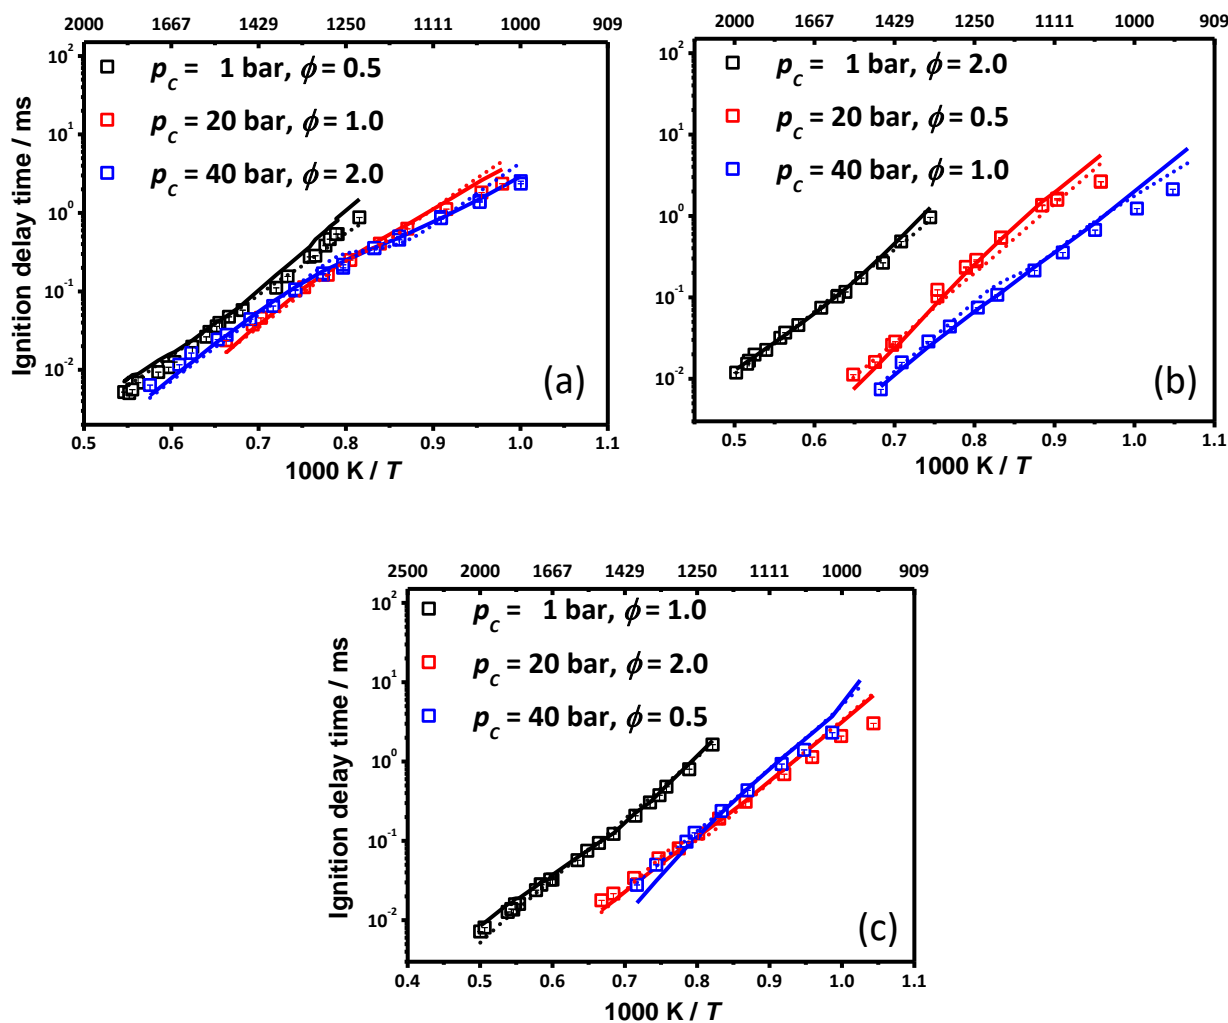 2000 1667 1429 1250 1111 1000 909
10² 10¹ 10⁰ 10⁻¹ 10⁻²
Ignition delay time / ms
p_c = 1 bar, ϕ = 0.5
p_c = 20 bar, ϕ = 1.0
p_c = 40 bar, ϕ = 2.0
(a)
0.5 0.6 0.7 0.8 0.9 1.0 1.1
1000 K / T
2000 1667 1429 1250 1111 1000 909
10² 10¹ 10⁰ 10⁻¹ 10⁻²
p_c = 1 bar, ϕ = 2.0
p_c = 20 bar, ϕ = 0.5
p_c = 40 bar, ϕ = 1.0
(b)
0.5 0.6 0.7 0.8 0.9 1.0 1.1
1000 K / T
2500 2000 1667 1429 1250 1111 1000 909
10² 10¹ 10⁰ 10⁻¹ 10⁻²
Ignition delay time / ms
p_c = 1 bar, ϕ = 1.0
p_c = 20 bar, ϕ = 2.0
p_c = 40 bar, ϕ = 0.5
(c)
0.4 0.5 0.6 0.7 0.8 0.9 1.0 1.1
1000 K / T